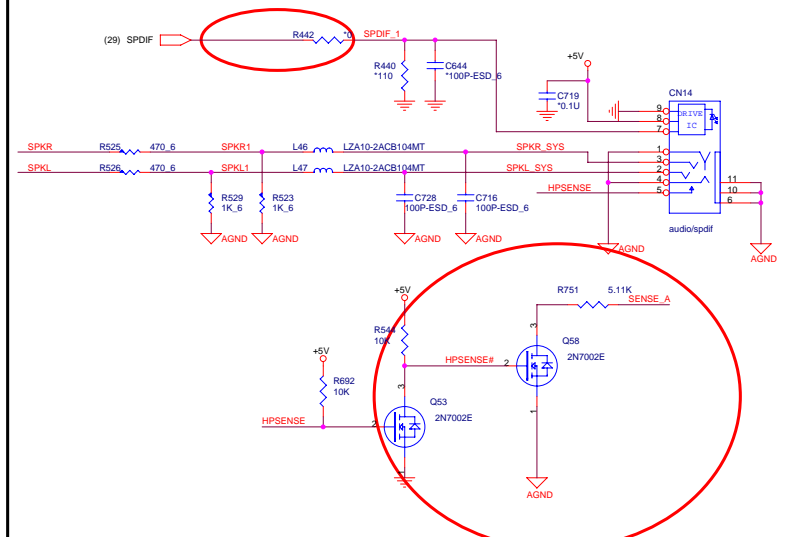 (29) SPDIF
R442
*0
SPDIF_1
R440
*110
C644
*100P-ESD_6
+5V
C719
*0.1U
CN14
9
8
7
DRIVE
IC
SPKR
R525
470_6
SPKR1
L46
LZA10-2ACB104MT
SPKR_SYS
1
3
SPKL
R526
470_6
SPKL1
L47
LZA10-2ACB104MT
SPKL_SYS
2
4
HPSENSE
5
11
10
6
R529
1K_6
R523
1K_6
C728
100P-ESD_6
C716
100P-ESD_6
audio/spdif
AGND
AGND
AGND
AGND
+5V
R544
10K
R751
5.11K
SENSE_A
3
Q58
2N7002E
HPSENSE#
2
1
AGND
+5V
R692
10K
HPSENSE
2
3
Q53
2N7002E
1